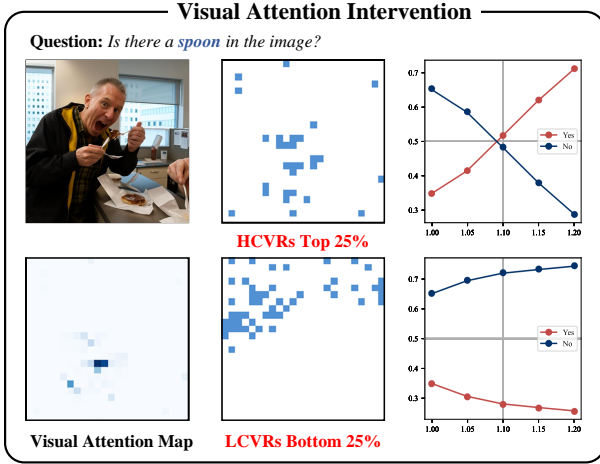 Visual Attention Intervention
Question: Is there a spoon in the image?
0.7
0.6
0.5
0.4
0.3
Yes
No
1.00 1.05 1.10 1.15 1.20
HCVRs Top 25%
0.7
0.6
0.5
0.4
0.3
Yes
No
1.00 1.05 1.10 1.15 1.20
Visual Attention Map
LCVRs Bottom 25%